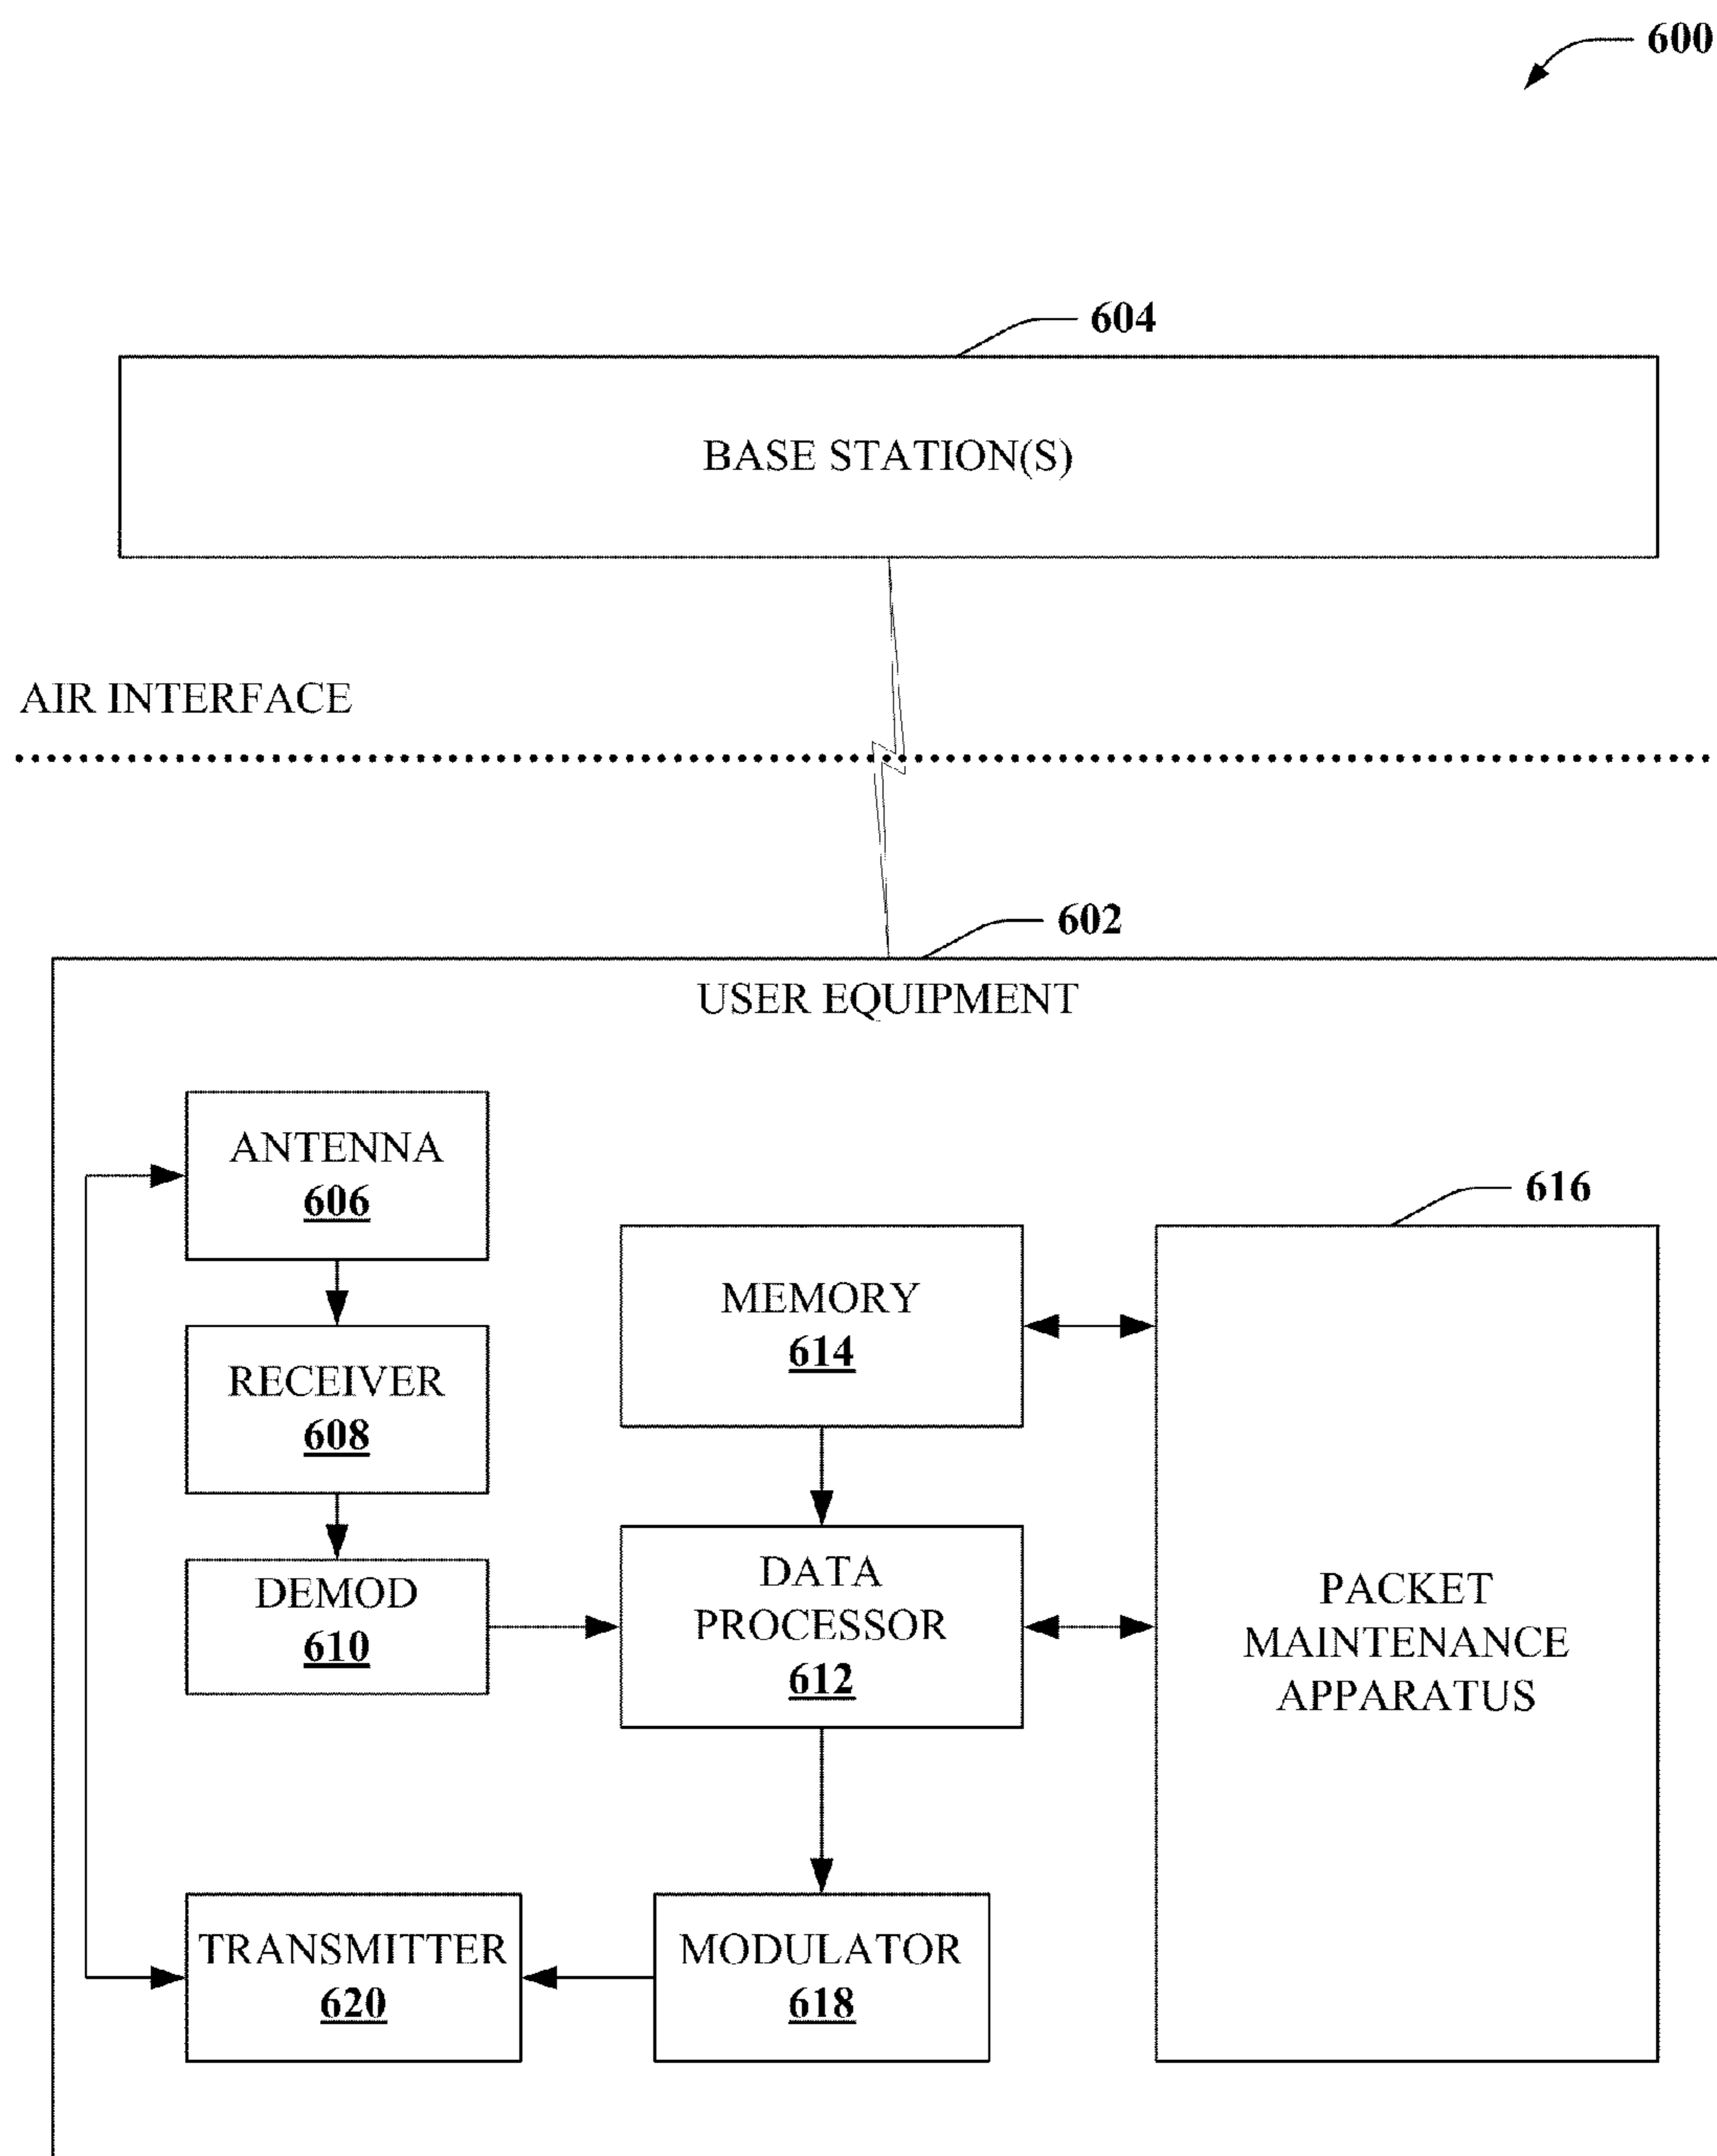 600
604
BASE STATION(S)
AIR INTERFACE
602
USER EQUIPMENT
ANTENNA
606
616
MEMORY
614
RECEIVER
608
DEMOD
610
DATA
PROCESSOR
612
PACKET
MAINTENANCE
APPARATUS
TRANSMITTER
620
MODULATOR
618